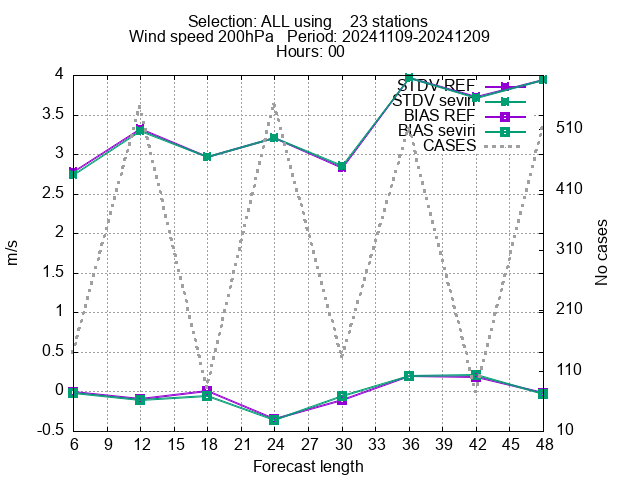 Selection: ALL using 23 stations
Wind speed 200hPa Period: 20241109-20241209
Hours: 00
4
3.5
3
2.5
2
1.5
1
0.5
0
-0.5
m/s
STDV REF
STDV seviri
BIAS REF
BIAS seviri
CASES
510
410
310
210
110
10
No cases
6 12 18 24 30 36 42 48
9 15 21 27 33 39 45
Forecast length